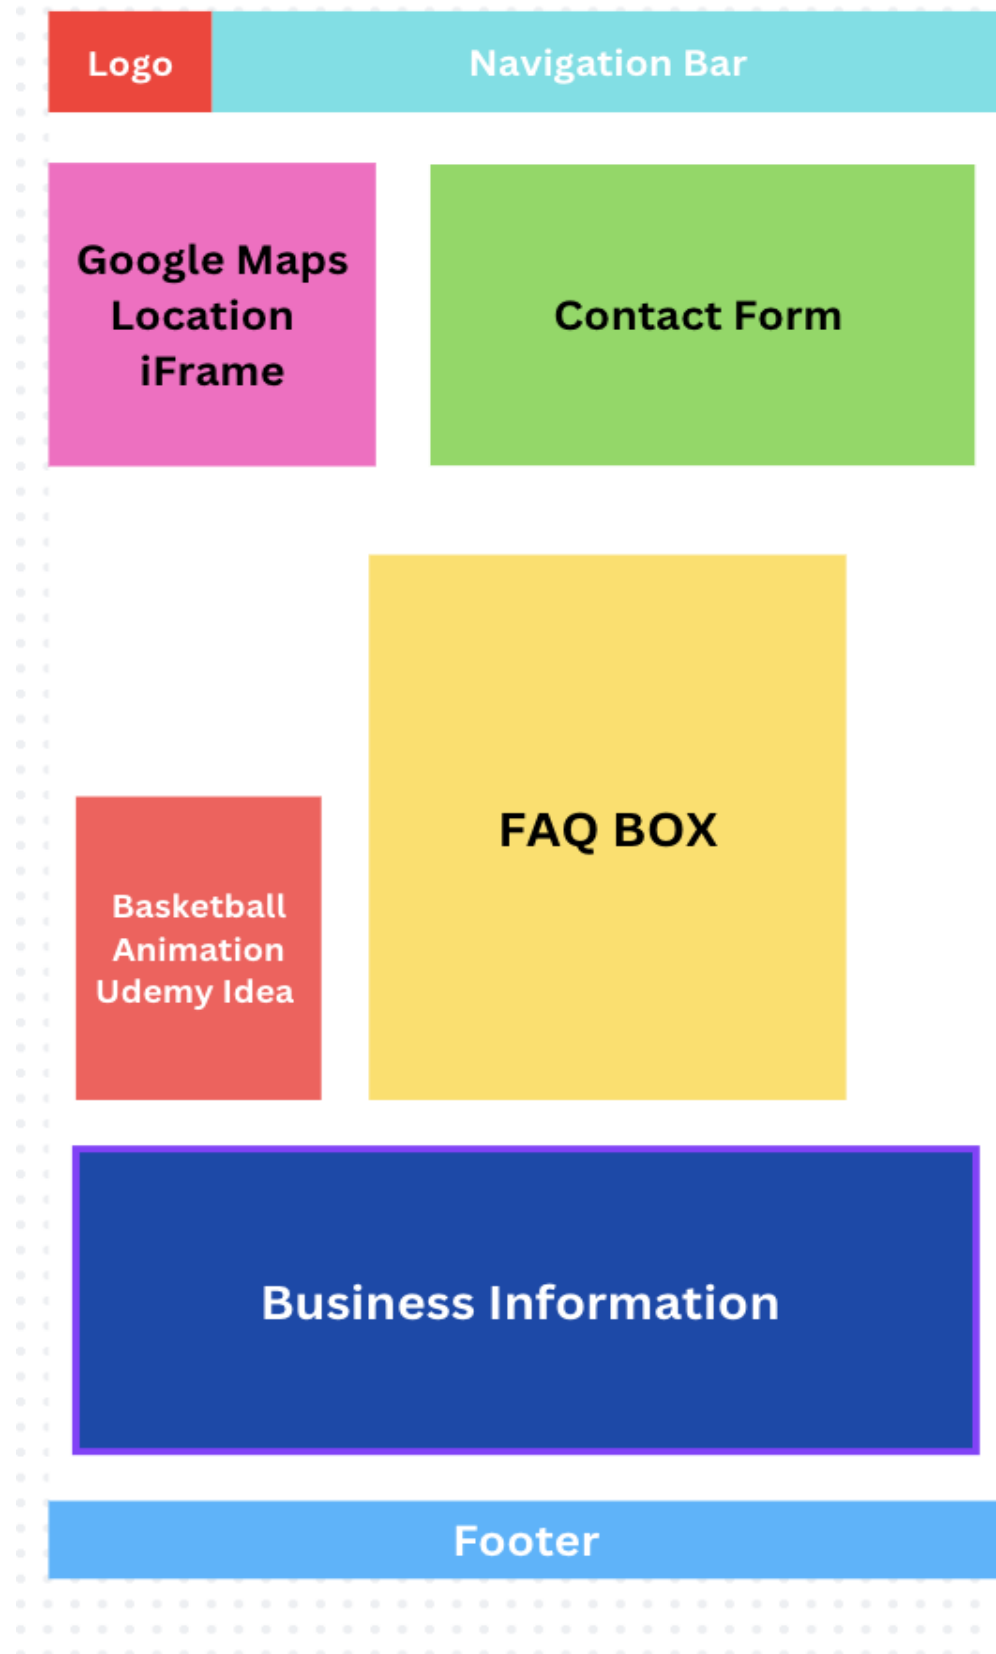 Logo
Navigation Bar
Google Maps
Location
iFrame
Contact Form
FAQ BOX
Basketball
Animation
Udemy Idea
Business Information
Footer